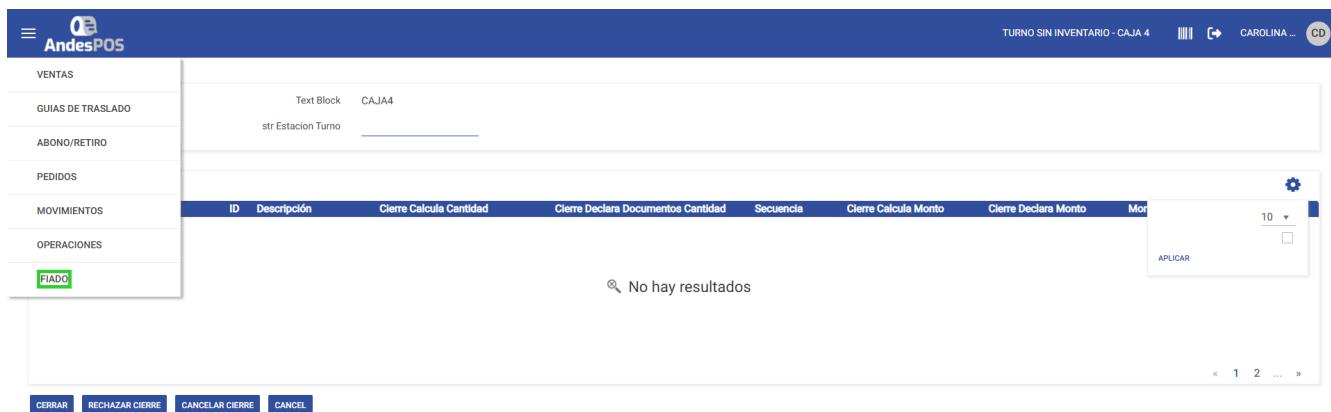 AndesPOS
TURNO SIN INVENTARIO - CAJA 4
CAROLINA ...
CD
VENTAS
GUIAS DE TRASLADO
ABONO/RETIRO
PEDIDOS
MOVIMIENTOS
OPERACIONES
FIADO
Text Block CAJA4
str Estacion Turno
ID Descripción Cierre Calcula Cantidad Cierre Declara Documentos Cantidad Secuencia Cierre Calcula Monto Cierre Declara Monto
10
APLICAR
No hay resultados
« 1 2 ... »
CERRAR RECHAZAR CIERRE CANCELAR CIERRE CANCEL